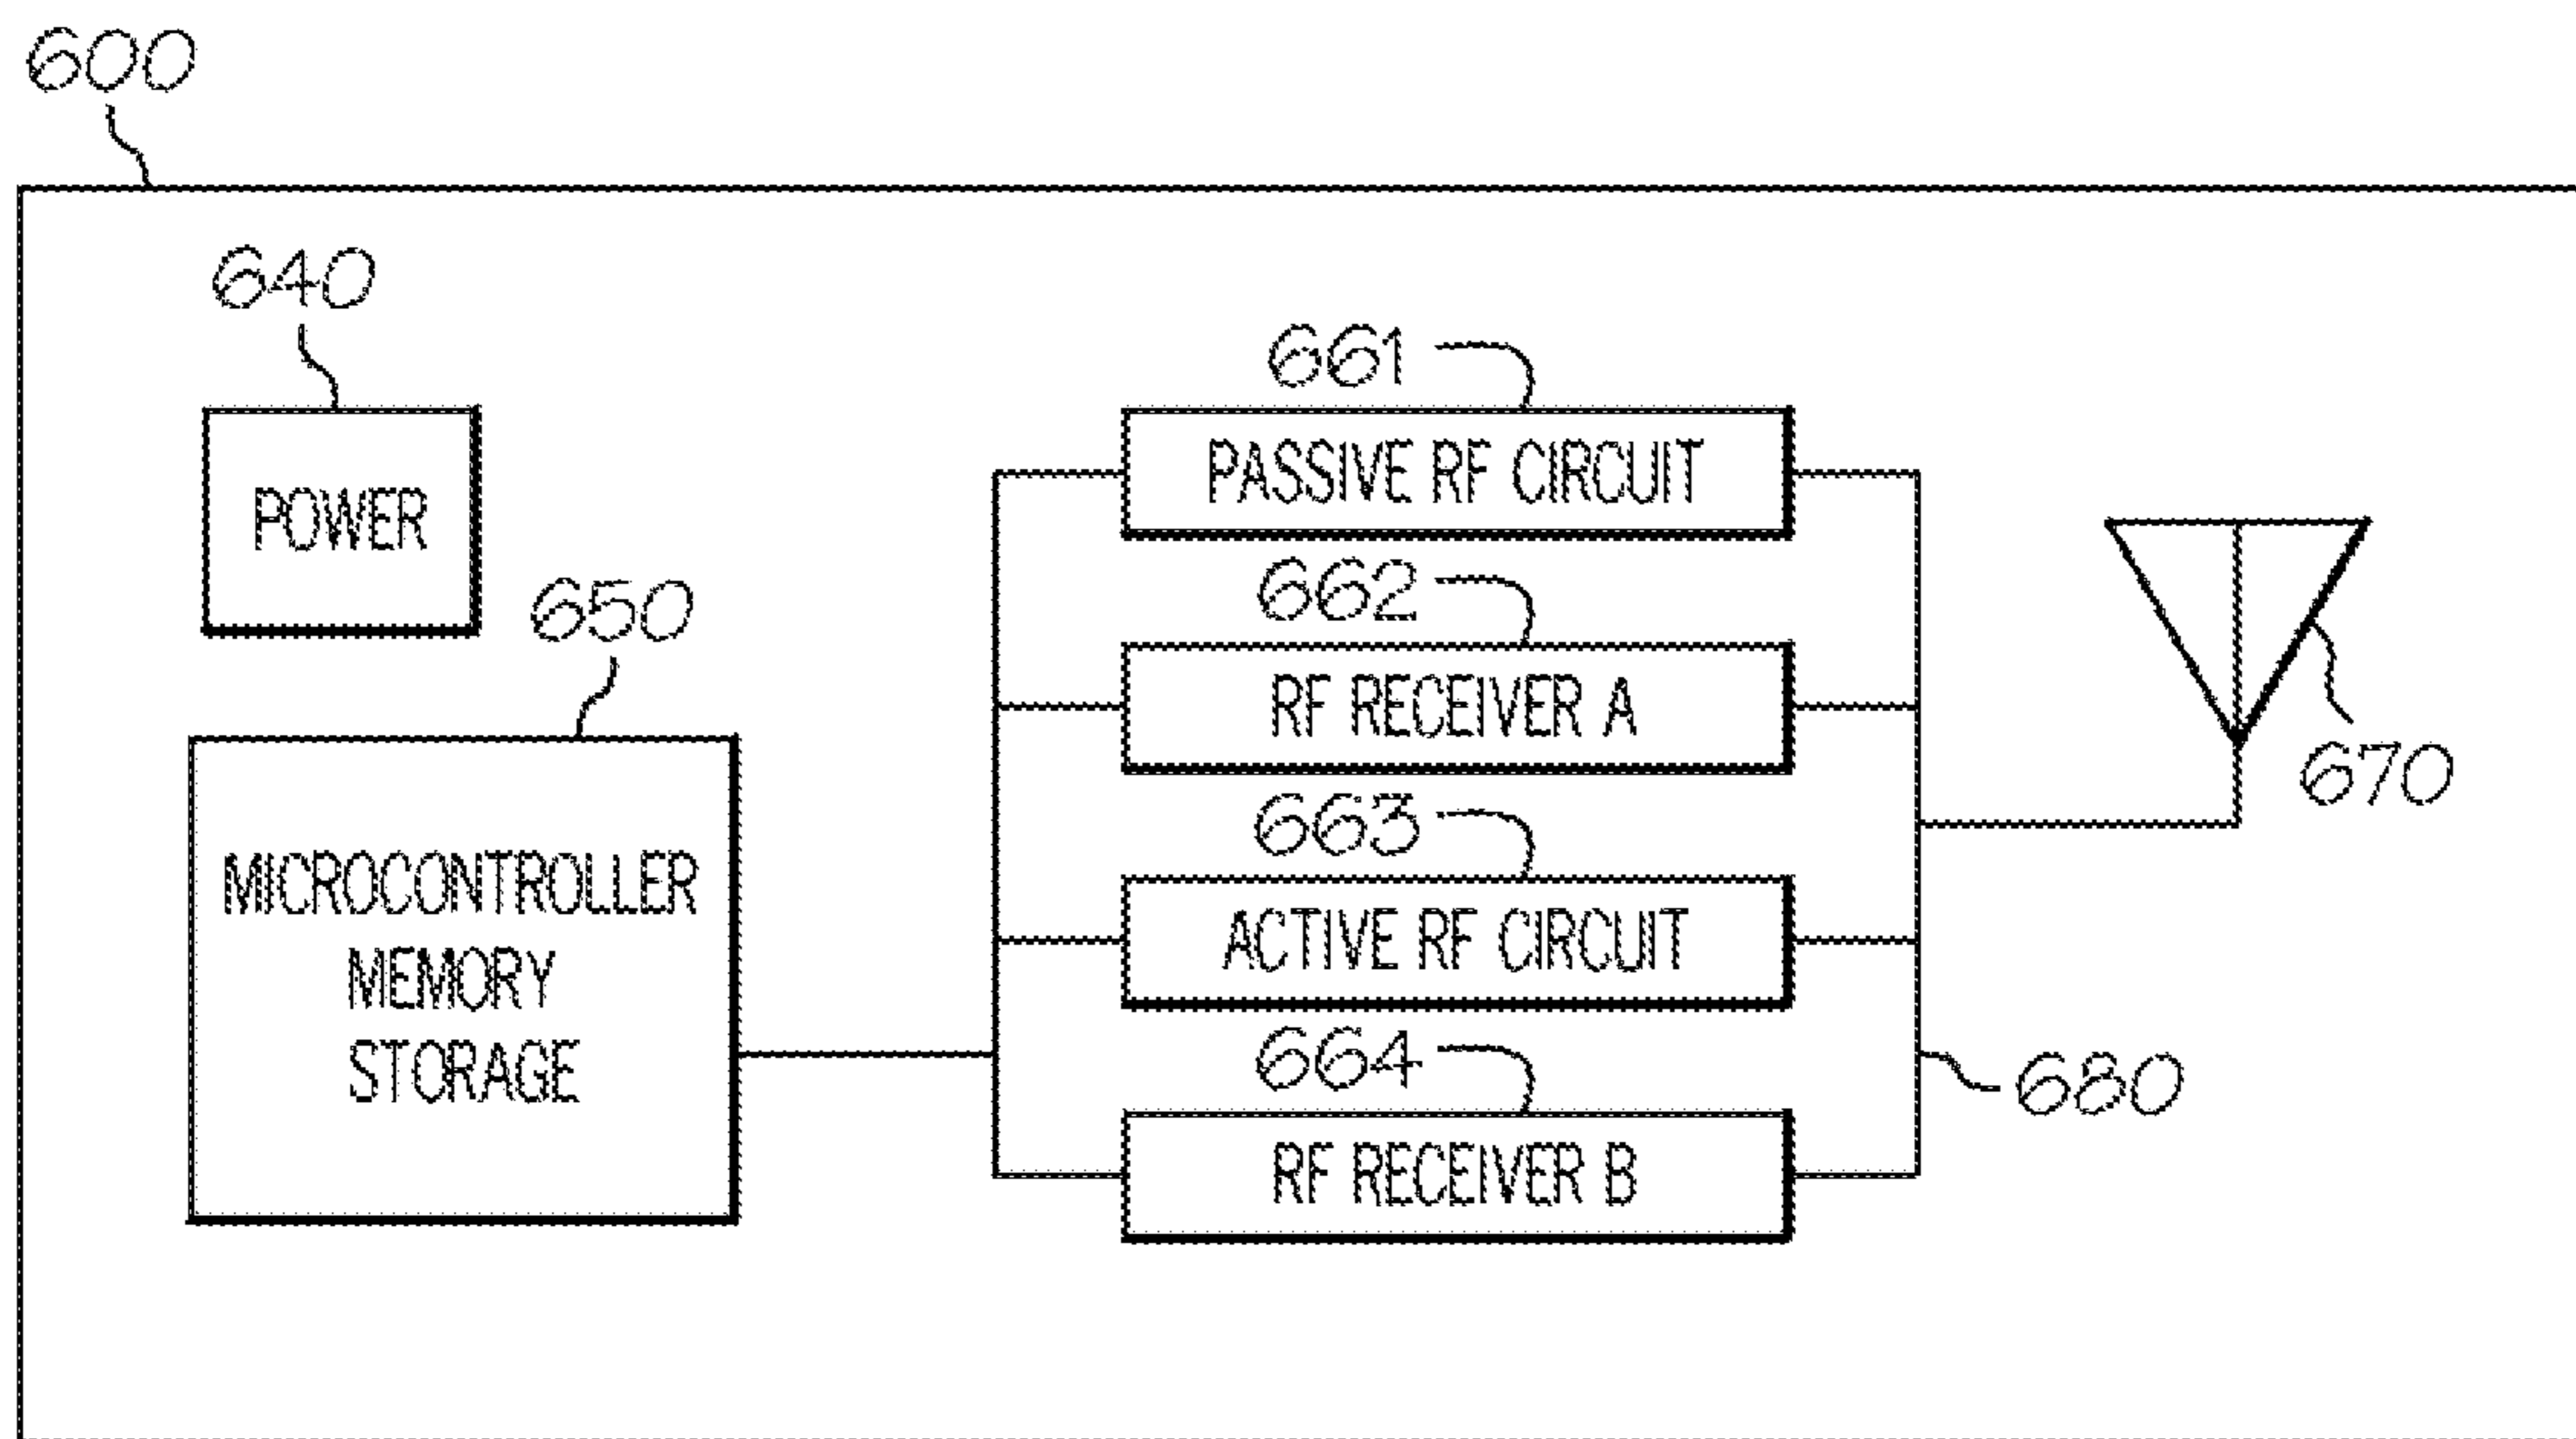 600
640
POWER
650
MICROCONTROLLER
MEMORY
STORAGE
661
PASSIVE RF CIRCUIT
662
RF RECEIVER A
663
ACTIVE RF CIRCUIT
664
RF RECEIVER B
670
680